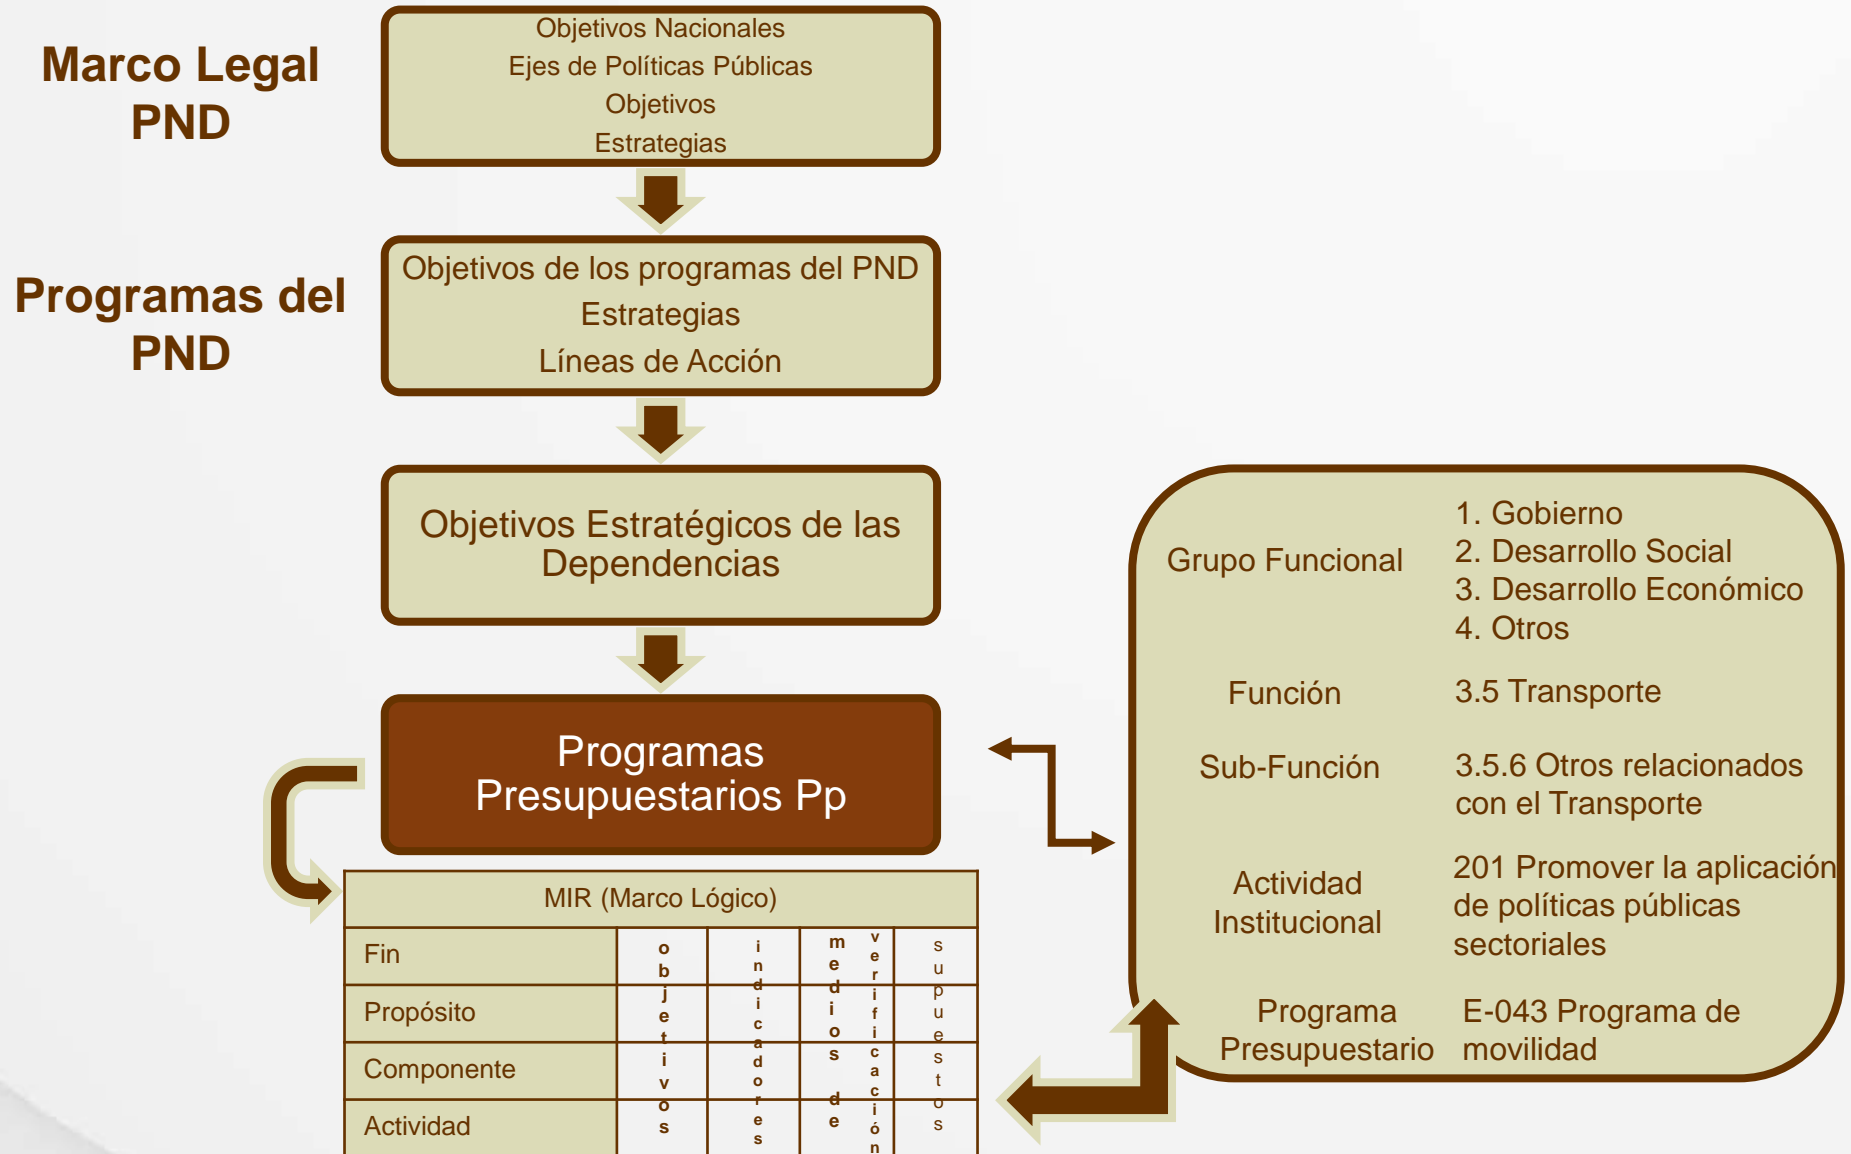 Marco Legal
PND
Objetivos Nacionales
Ejes de Políticas Públicas
Objetivos
Estrategias
Programas del
PND
Objetivos de los programas del PND
Estrategias
Líneas de Acción
Objetivos Estratégicos de las
Dependencias
Programas
Presupuestarios Pp
MIR (Marco Lógico)
Fin
Propósito
Componente
Actividad
objetivos
indicadores
medios de
verificación
supuestos
Grupo Funcional
1. Gobierno
2. Desarrollo Social
3. Desarrollo Económico
4. Otros
Función
3.5 Transporte
Sub-Función
3.5.6 Otros relacionados
con el Transporte
Actividad
Institucional
201 Promover la aplicación
de políticas públicas
sectoriales
Programa
Presupuestario
E-043 Programa de
movilidad